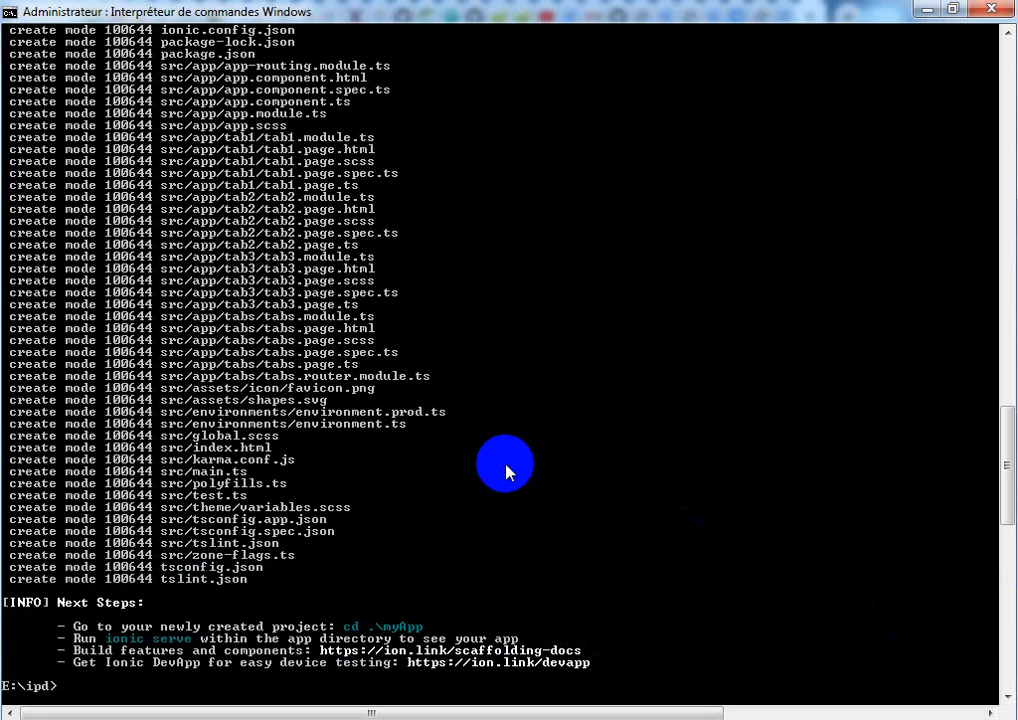 Administrateur : Interpréteur de commandes Windows
create mode 100644 ionic.config.json
create mode 100644 package-lock.json
create mode 100644 package.json
create mode 100644 src/app/app-routing.module.ts
create mode 100644 src/app/app.component.html
create mode 100644 src/app/app.component.spec.ts
create mode 100644 src/app/app.component.ts
create mode 100644 src/app/app.module.ts
create mode 100644 src/app/app.scss
create mode 100644 src/app/tab1/tab1.module.ts
create mode 100644 src/app/tab1/tab1.page.html
create mode 100644 src/app/tab1/tab1.page.scss
create mode 100644 src/app/tab1/tab1.page.spec.ts
create mode 100644 src/app/tab1/tab1.page.ts
create mode 100644 src/app/tab2/tab2.module.ts
create mode 100644 src/app/tab2/tab2.page.html
create mode 100644 src/app/tab2/tab2.page.scss
create mode 100644 src/app/tab2/tab2.page.spec.ts
create mode 100644 src/app/tab2/tab2.page.ts
create mode 100644 src/app/tab3/tab3.module.ts
create mode 100644 src/app/tab3/tab3.page.html
create mode 100644 src/app/tab3/tab3.page.scss
create mode 100644 src/app/tab3/tab3.page.spec.ts
create mode 100644 src/app/tab3/tab3.page.ts
create mode 100644 src/app/tabs/tabs.module.ts
create mode 100644 src/app/tabs/tabs.page.html
create mode 100644 src/app/tabs/tabs.page.scss
create mode 100644 src/app/tabs/tabs.page.spec.ts
create mode 100644 src/app/tabs/tabs.page.ts
create mode 100644 src/app/tabs/tabs.router.module.ts
create mode 100644 src/assets/icon/favicon.png
create mode 100644 src/assets/shapes.svg
create mode 100644 src/environments/environment.prod.ts
create mode 100644 src/environments/environment.ts
create mode 100644 src/global.scss
create mode 100644 src/index.html
create mode 100644 src/karma.conf.js
create mode 100644 src/main.ts
create mode 100644 src/polyfills.ts
create mode 100644 src/test.ts
create mode 100644 src/theme/variables.scss
create mode 100644 src/tsconfig.app.json
create mode 100644 src/tsconfig.spec.json
create mode 100644 src/tslint.json
create mode 100644 src/zone-flags.ts
create mode 100644 tsconfig.json
create mode 100644 tslint.json
[INFO] Next Steps:
- Go to your newly created project: cd .\myApp
- Run ionic serve within the app directory to see your app
- Build features and components: https://ion.link/scaffolding-docs
- Get Ionic DevApp for easy device testing: https://ion.link/devapp
E:\ipd>